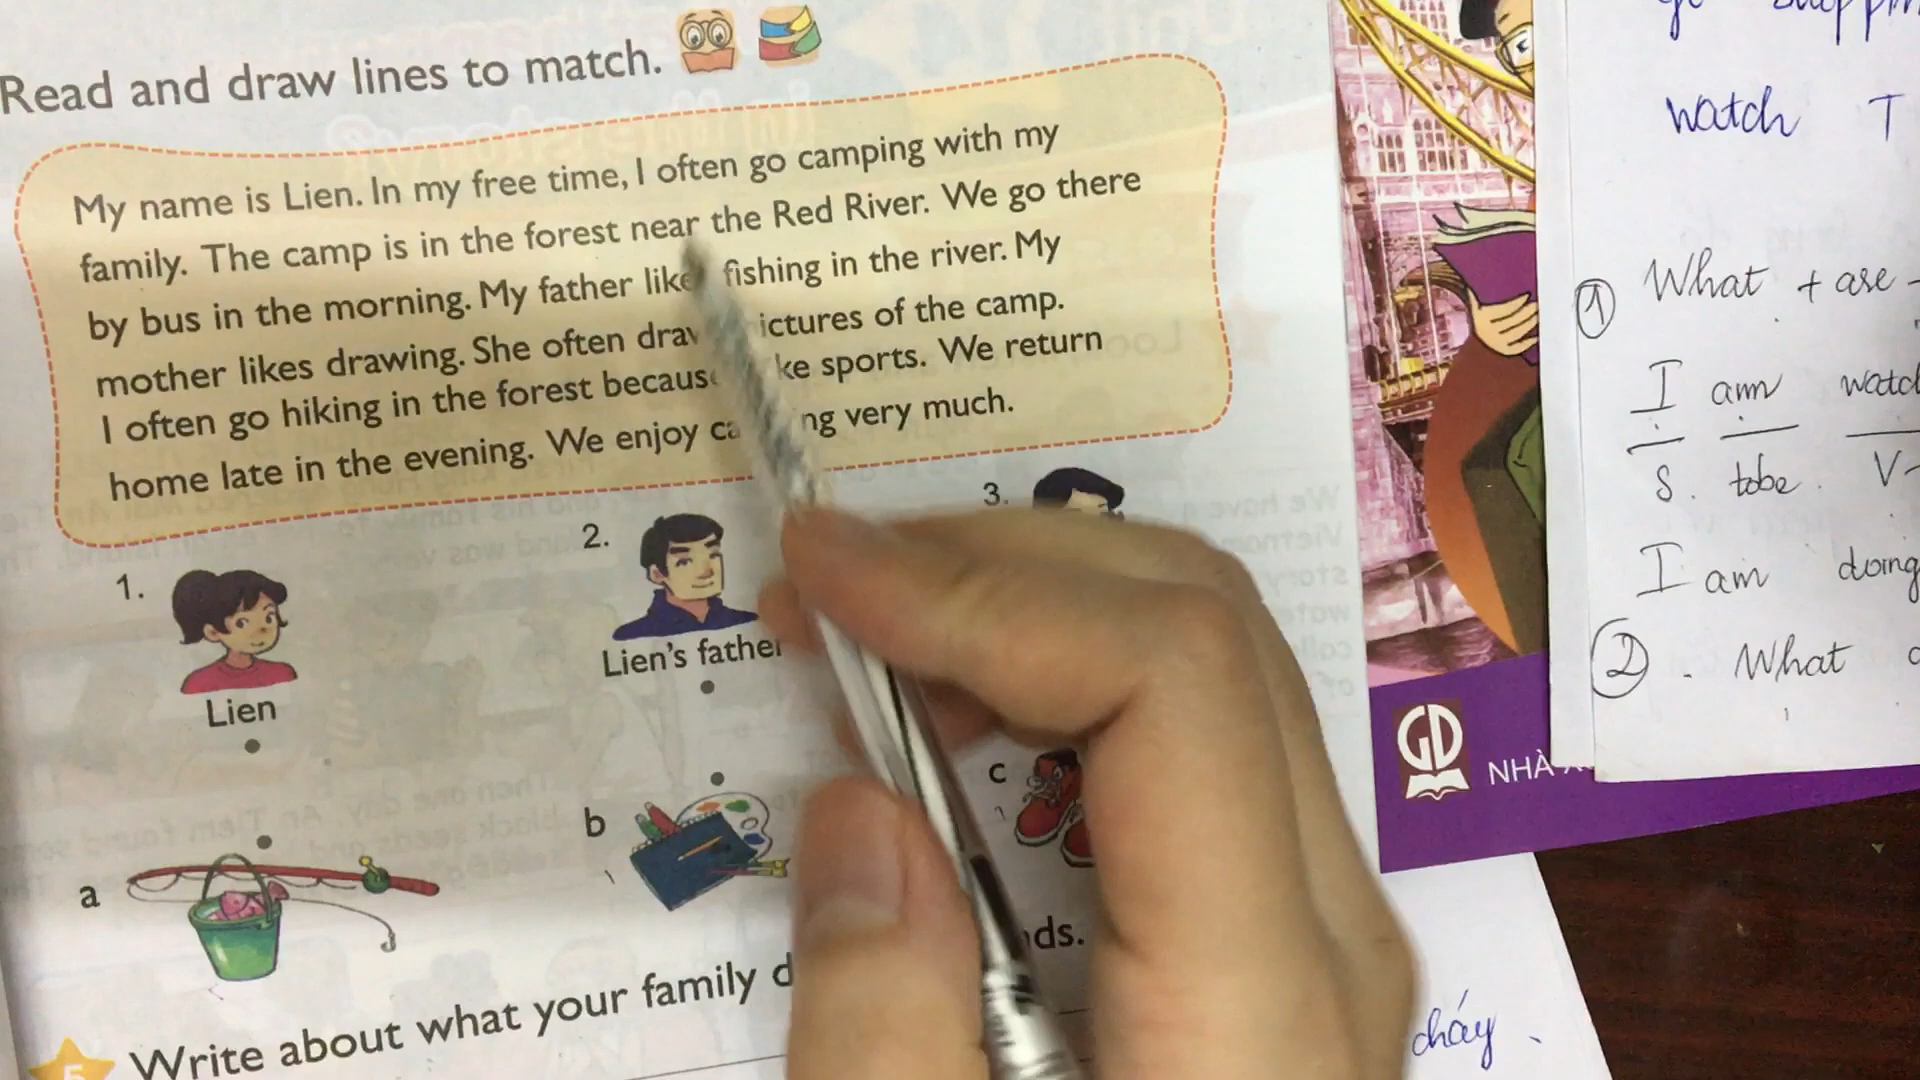 Read and draw lines to match.
My name is Lien. In my free time, I often go camping with my
family. The camp is in the forest near the Red River. We go there
by bus in the morning. My father like fishing in the river. My
mother likes drawing. She often draw ictures of the camp.
I often go hiking in the forest because ke sports. We return
home late in the evening. We enjoy ca ng very much.
1.
2.
3.
Lien
Lien's father
a
b
c
5
Write about what your family d nds.
watch T
① What + are
I am watc
S. tobe. V
I am doing
② . What
GD
NHÀ
cháy.